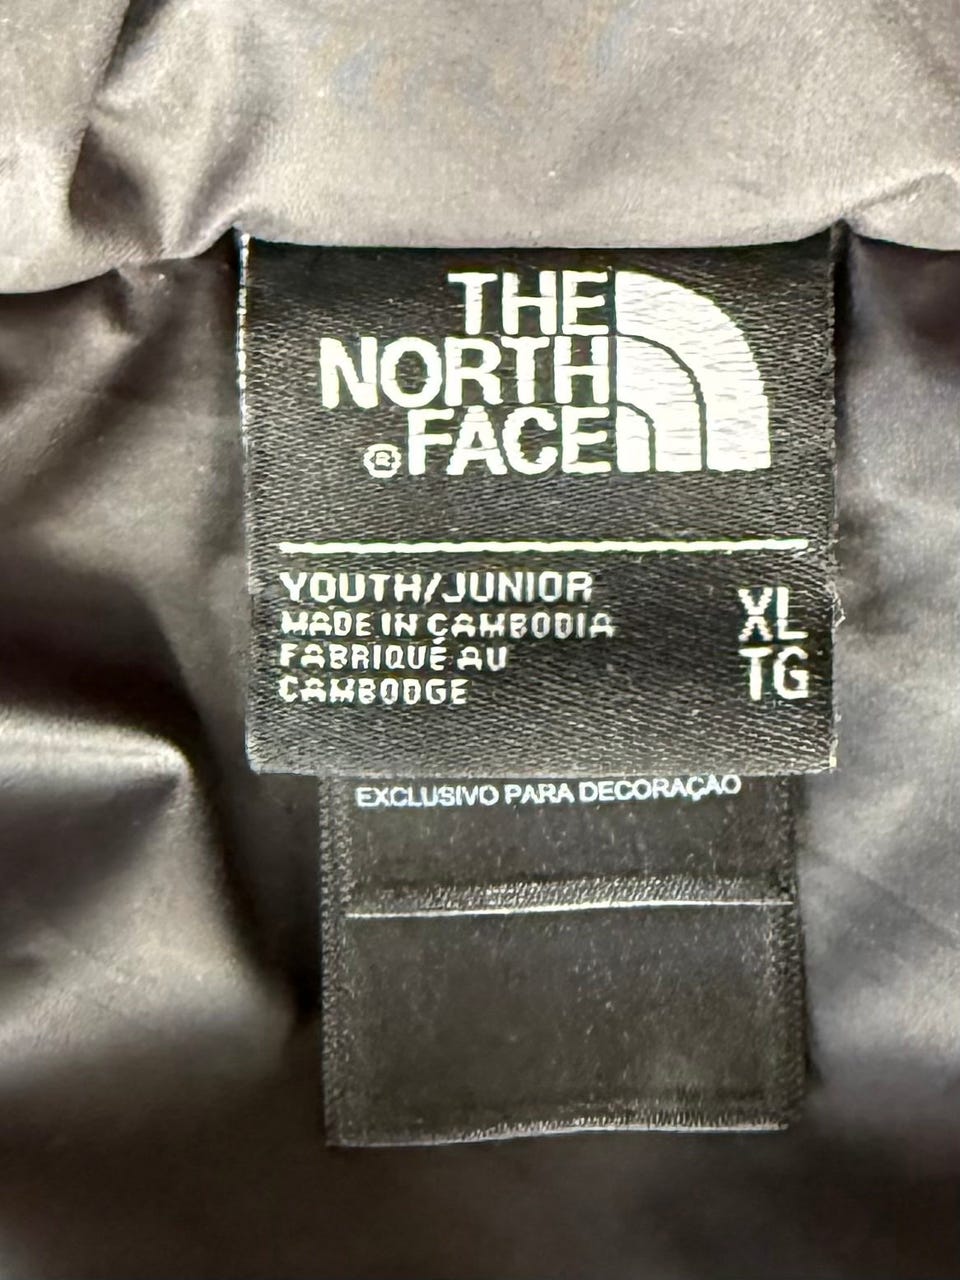 THE
NORTH
®FACE
YOUTH/JUNIOR
MADE IN CAMBODIA
FABRIQUÉ AU
CAMBODGE
XL
TG
EXCLUSIVO PARA DECORAÇAO